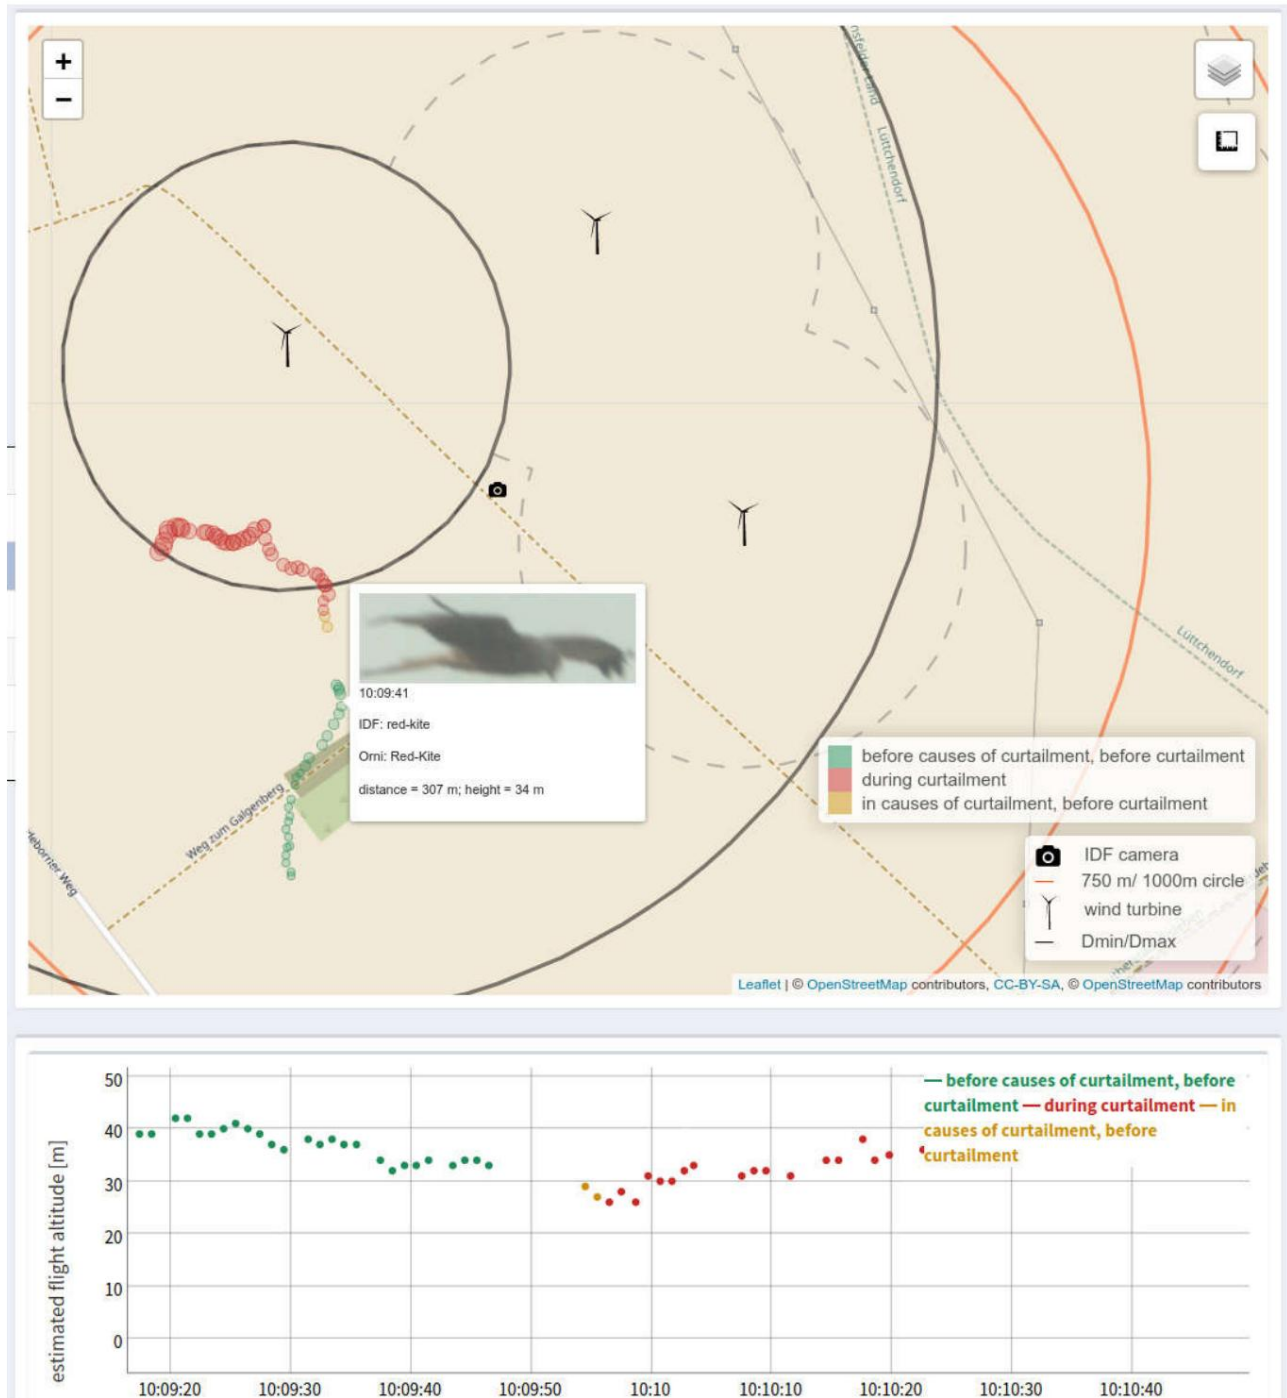 +
−
nsfelder Land
Lüttchendorf
10:09:41
IDF: red-kite
Orni: Red-Kite
distance = 307 m; height = 34 m
Lüttchendorf
Weg zum Galgenberg
Weg
before causes of curtailment, before curtailment
during curtailment
in causes of curtailment, before curtailment
IDF camera
750 m/ 1000m circle
wind turbine
Dmin/Dmax
Leaflet | © OpenStreetMap contributors, CC-BY-SA, © OpenStreetMap contributors
estimated flight altitude [m]
50
40
30
20
10
0
— before causes of curtailment, before
curtailment — during curtailment — in
causes of curtailment, before
curtailment
10:09:20 10:09:30 10:09:40 10:09:50 10:10 10:10:10 10:10:20 10:10:30 10:10:40